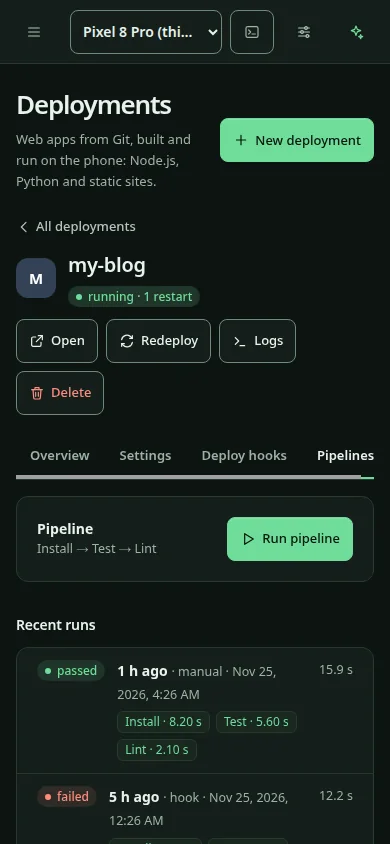 Pixel 8 Pro (thi...
Deployments
Web apps from Git, built and
run on the phone: Node.js,
Python and static sites.
New deployment
All deployments
M
my-blog
running · 1 restart
Open
Redeploy
Logs
Delete
Overview
Settings
Deploy hooks
Pipelines
Pipeline
Install → Test → Lint
Run pipeline
Recent runs
passed
1 h ago · manual · Nov 25,
2026, 4:26 AM
15.9 s
Install · 8.20 s
Test · 5.60 s
Lint · 2.10 s
failed
5 h ago · hook · Nov 25, 2026,
12:26 AM
12.2 s